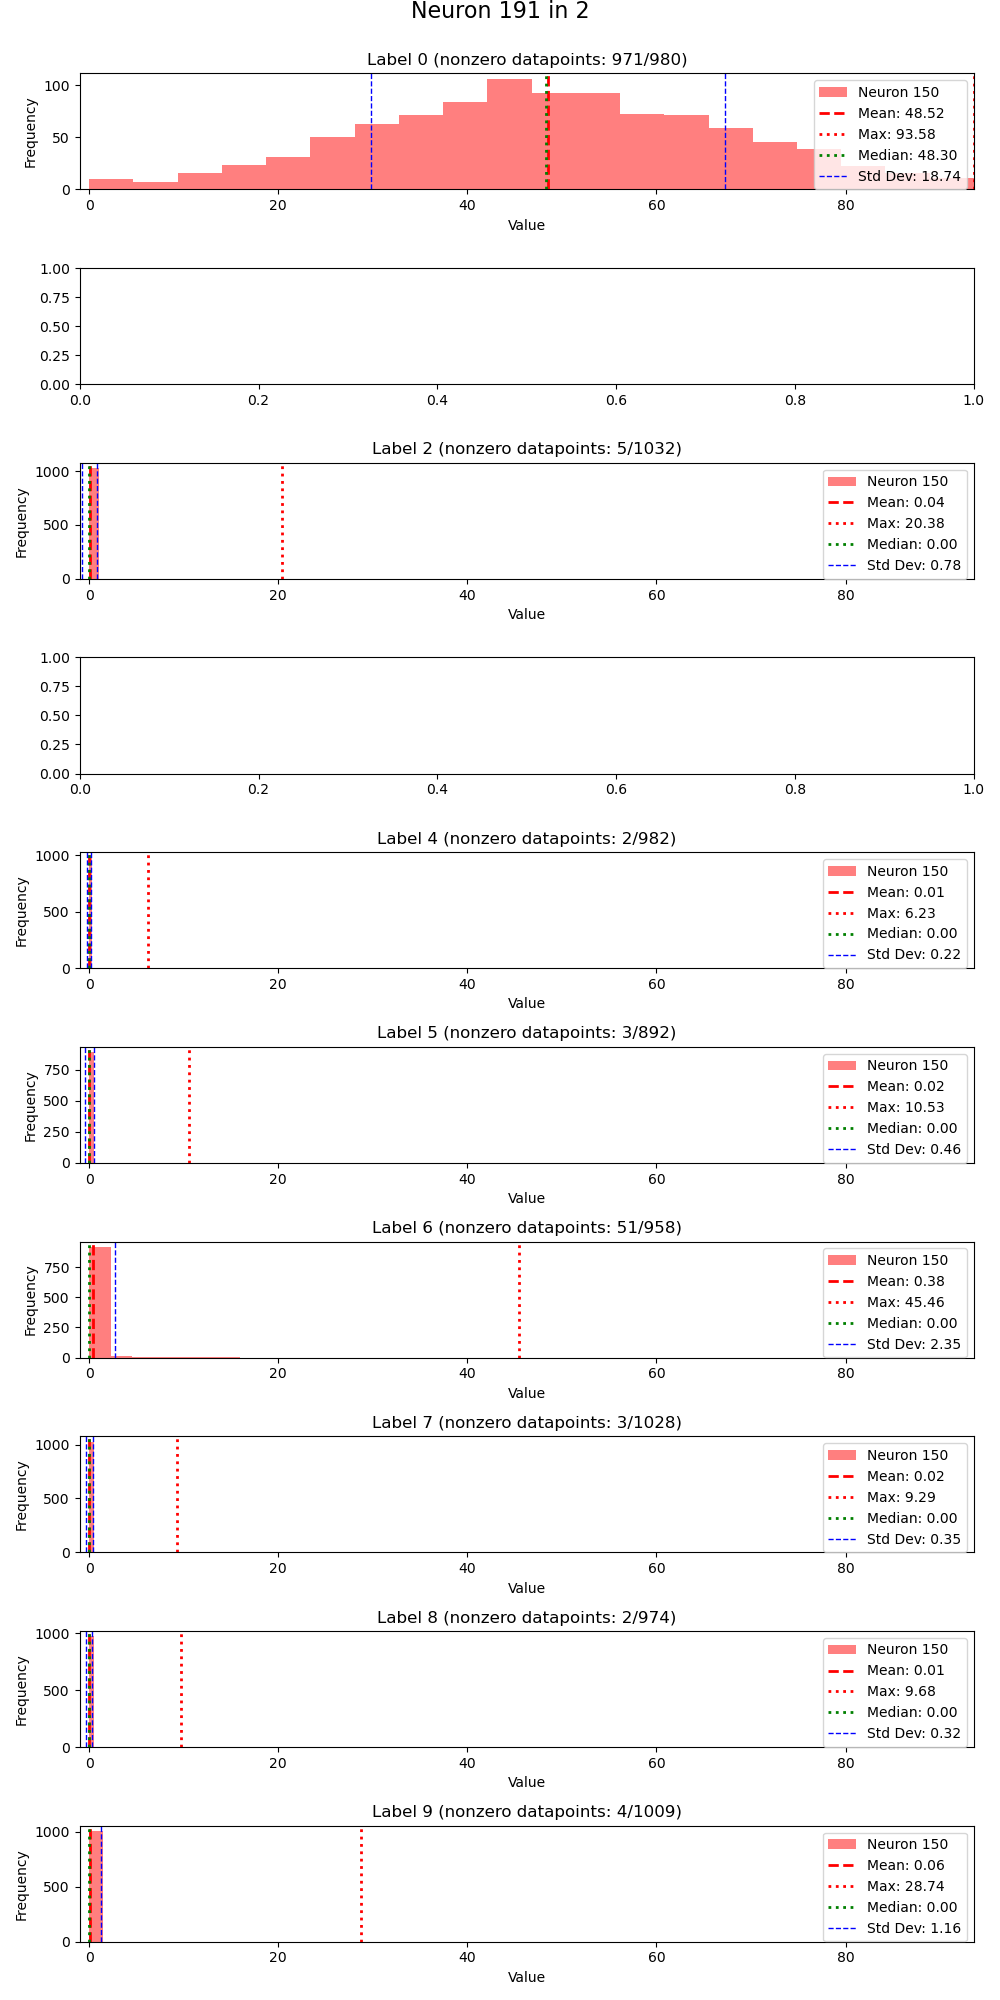 Neuron 191 in 2
Label 0 (nonzero datapoints: 971/980)
Frequency
100
50
0
Neuron 150
Mean: 48.52
Max: 93.58
Median: 48.30
Std Dev: 18.74
0 20 40 60 80
Value
1.00
0.75
0.50
0.25
0.00
0.0 0.2 0.4 0.6 0.8 1.0
Label 2 (nonzero datapoints: 5/1032)
Frequency
1000
500
0
Neuron 150
Mean: 0.04
Max: 20.38
Median: 0.00
Std Dev: 0.78
0 20 40 60 80
Value
1.00
0.75
0.50
0.25
0.00
0.0 0.2 0.4 0.6 0.8 1.0
Label 4 (nonzero datapoints: 2/982)
Frequency
1000
500
0
Neuron 150
Mean: 0.01
Max: 6.23
Median: 0.00
Std Dev: 0.22
0 20 40 60 80
Value
Label 5 (nonzero datapoints: 3/892)
Frequency
750
500
250
0
Neuron 150
Mean: 0.02
Max: 10.53
Median: 0.00
Std Dev: 0.46
0 20 40 60 80
Value
Label 6 (nonzero datapoints: 51/958)
Frequency
750
500
250
0
Neuron 150
Mean: 0.38
Max: 45.46
Median: 0.00
Std Dev: 2.35
0 20 40 60 80
Value
Label 7 (nonzero datapoints: 3/1028)
Frequency
1000
500
0
Neuron 150
Mean: 0.02
Max: 9.29
Median: 0.00
Std Dev: 0.35
0 20 40 60 80
Value
Label 8 (nonzero datapoints: 2/974)
Frequency
1000
500
0
Neuron 150
Mean: 0.01
Max: 9.68
Median: 0.00
Std Dev: 0.32
0 20 40 60 80
Value
Label 9 (nonzero datapoints: 4/1009)
Frequency
1000
500
0
Neuron 150
Mean: 0.06
Max: 28.74
Median: 0.00
Std Dev: 1.16
0 20 40 60 80
Value